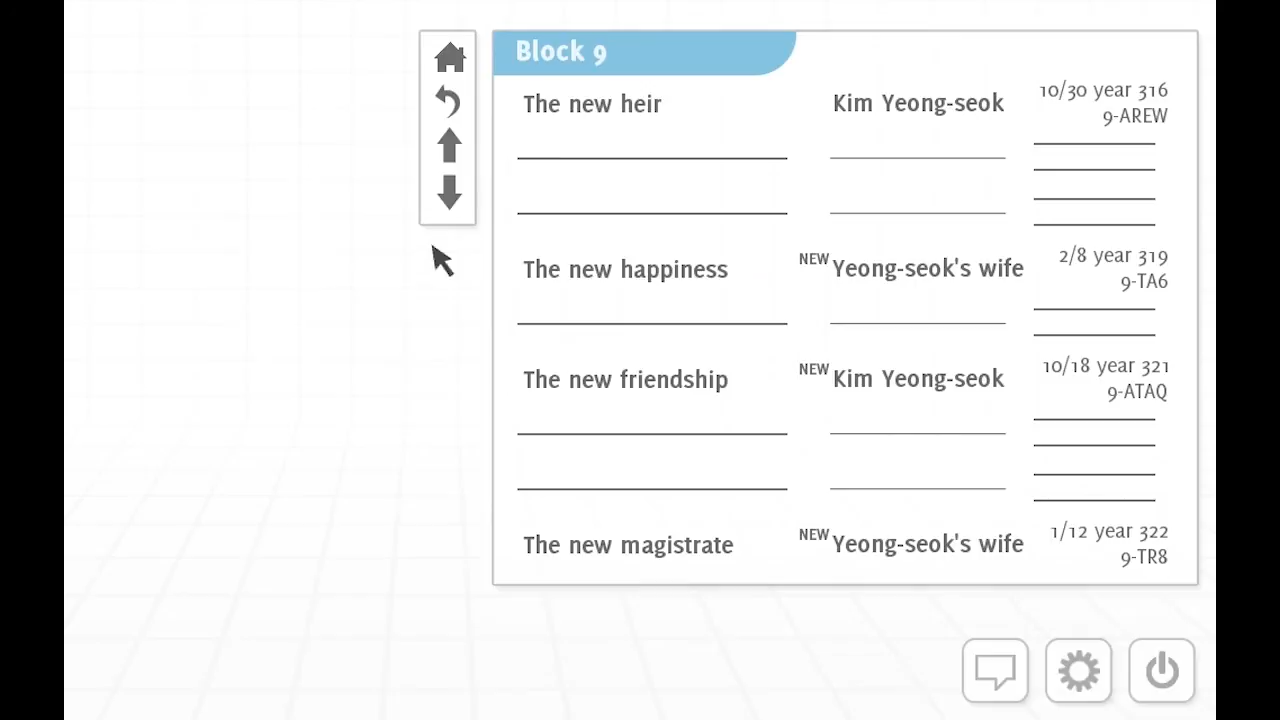 Block 9
The new heir Kim Yeong-seok 10/30 year 316
9-AREW
The new happiness NEW Yeong-seok's wife 2/8 year 319
9-TA6
The new friendship NEW Kim Yeong-seok 10/18 year 321
9-ATAQ
The new magistrate NEW Yeong-seok's wife 1/12 year 322
9-TR8